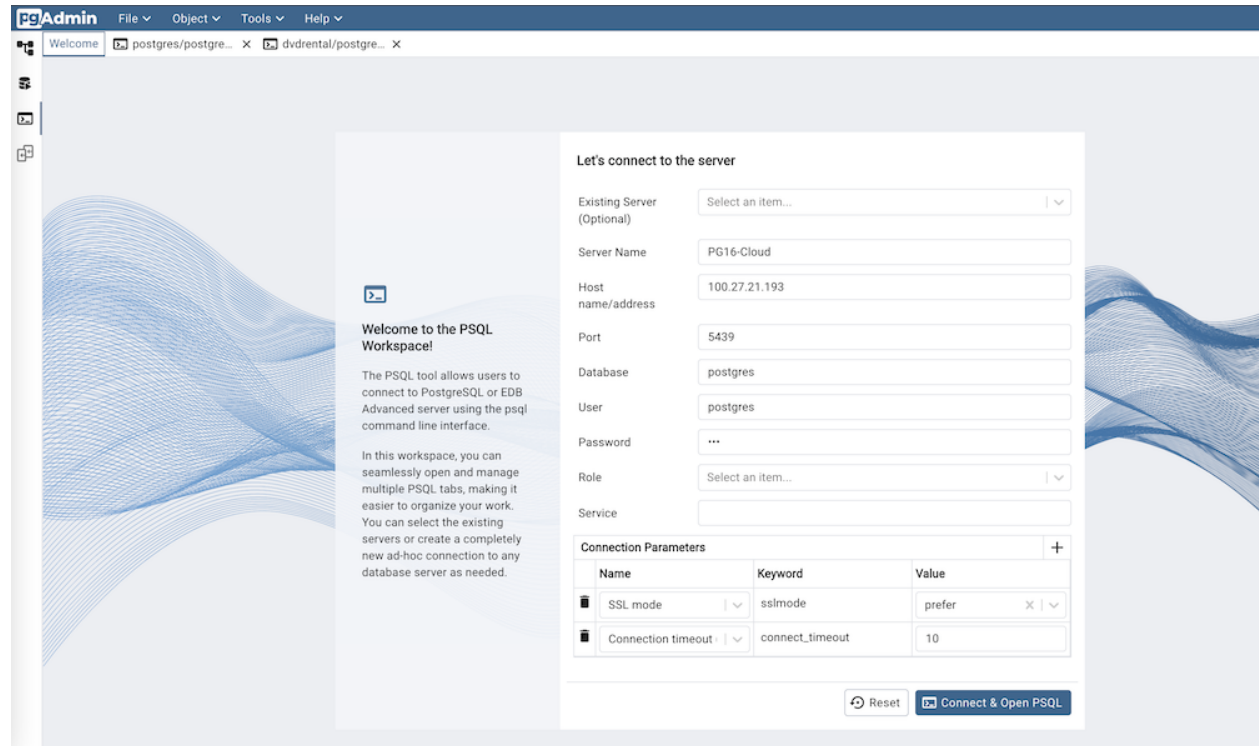 pgAdmin File Object Tools Help
Welcome postgres/postgre... dvdrental/postgre...
Welcome to the PSQL
Workspace!
The PSQL tool allows users to
connect to PostgreSQL or EDB
Advanced server using the psql
command line interface.
In this workspace, you can
seamlessly open and manage
multiple PSQL tabs, making it
easier to organize your work.
You can select the existing
servers or create a completely
new ad-hoc connection to any
database server as needed.
Let's connect to the server
Existing Server
(Optional)
Select an item...
Server Name PG16-Cloud
Host
name/address
100.27.21.193
Port 5439
Database postgres
User postgres
Password •••
Role Select an item...
Service
Connection Parameters
Name Keyword Value
SSL mode sslmode prefer
Connection timeout connect_timeout 10
Reset Connect & Open PSQL